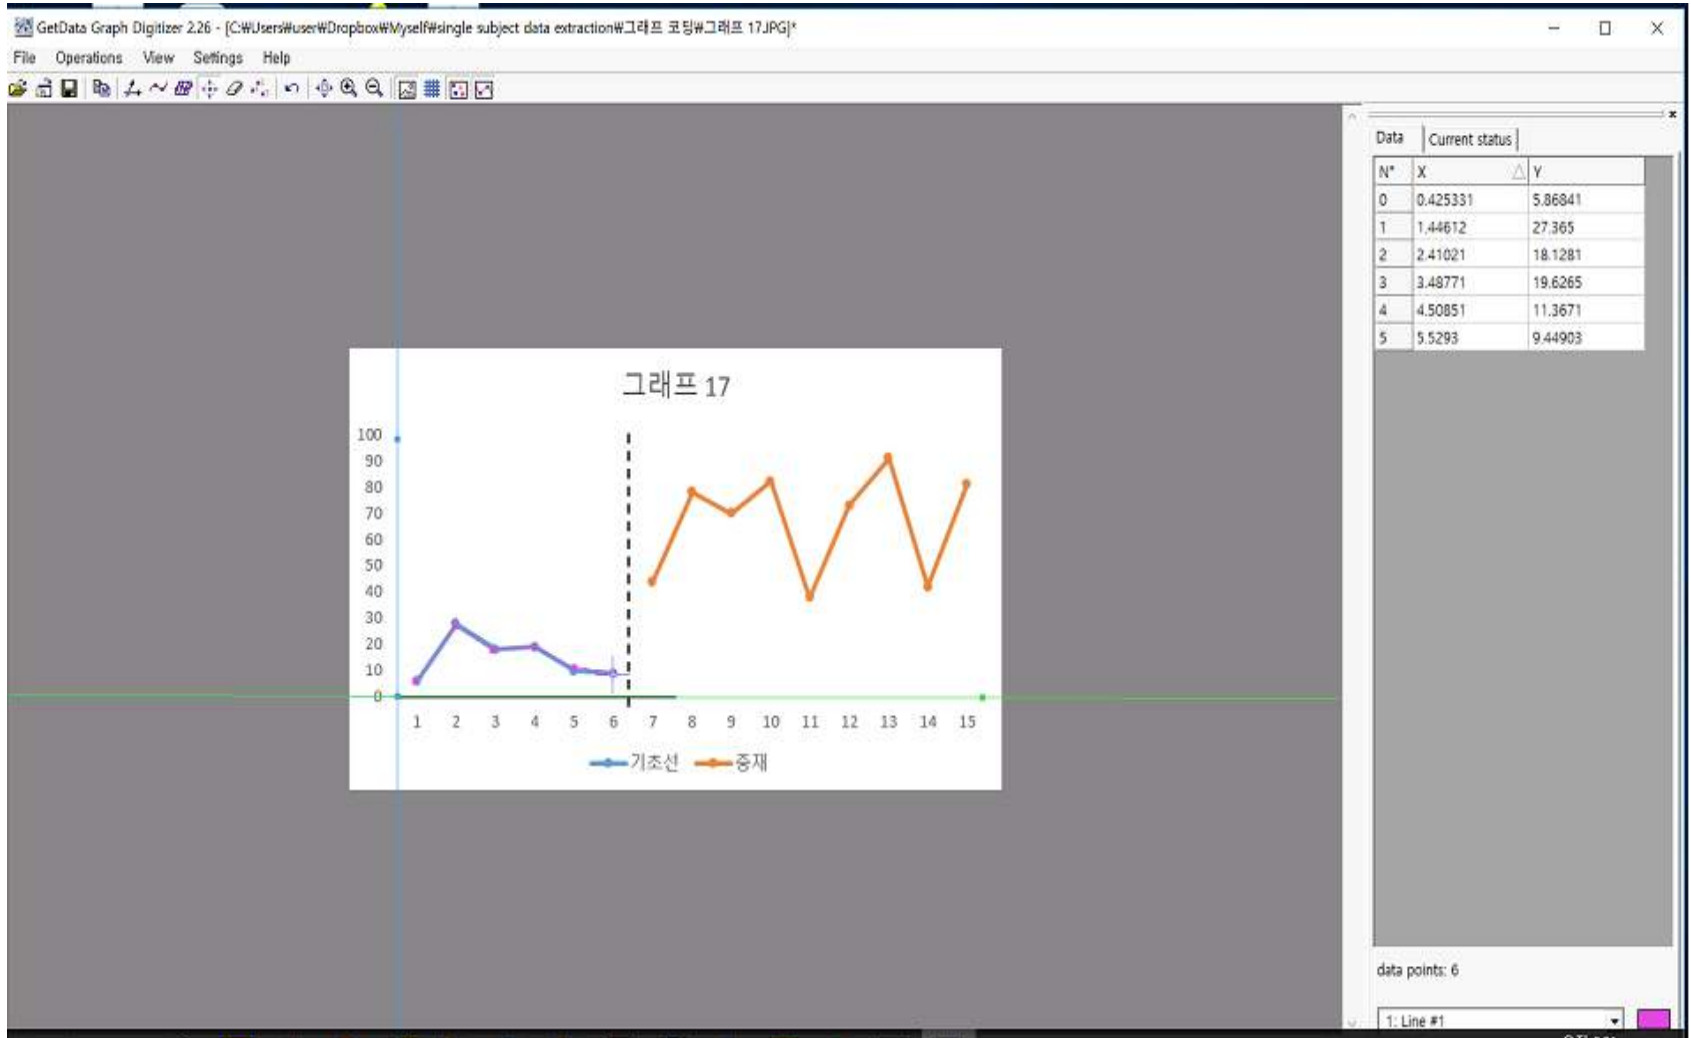 GetData Graph Digitizer 2.26 - [C:₩Users₩user₩Dropbox₩Myself₩single subject data extraction₩그래프 코딩₩그래프 17.JPG]*
File Operations View Settings Help
Data Current status
N° X Y
0 0.425331 5.86841
1 1.44612 27.365
2 2.41021 18.1281
3 3.48771 19.6265
4 4.50851 11.3671
5 5.5293 9.44903
그래프 17
100
90
80
70
60
50
40
30
20
10
0
1 2 3 4 5 6 7 8 9 10 11 12 13 14 15
기초선 중재
data points: 6
1: Line #1